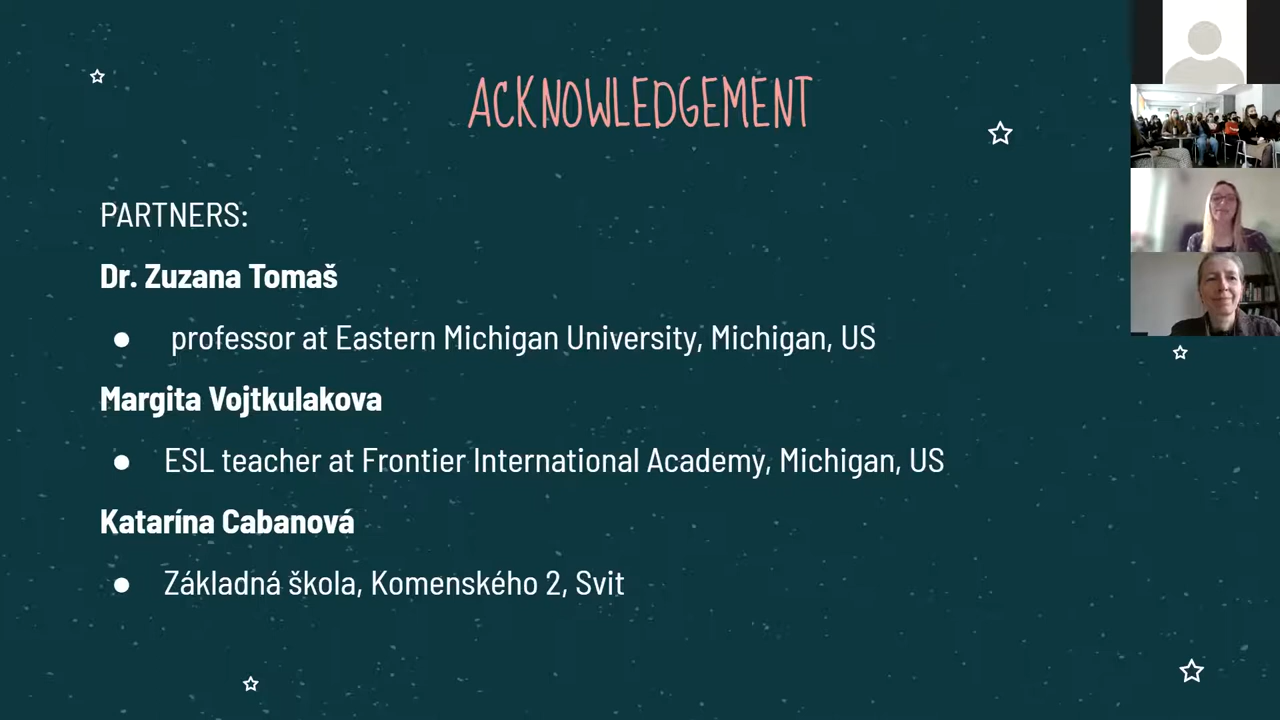 ACKNOWLEDGEMENT
PARTNERS:
Dr. Zuzana Tomaš
● professor at Eastern Michigan University, Michigan, US
Margita Vojtkulakova
● ESL teacher at Frontier International Academy, Michigan, US
Katarína Cabanová
● Základná škola, Komenského 2, Svit